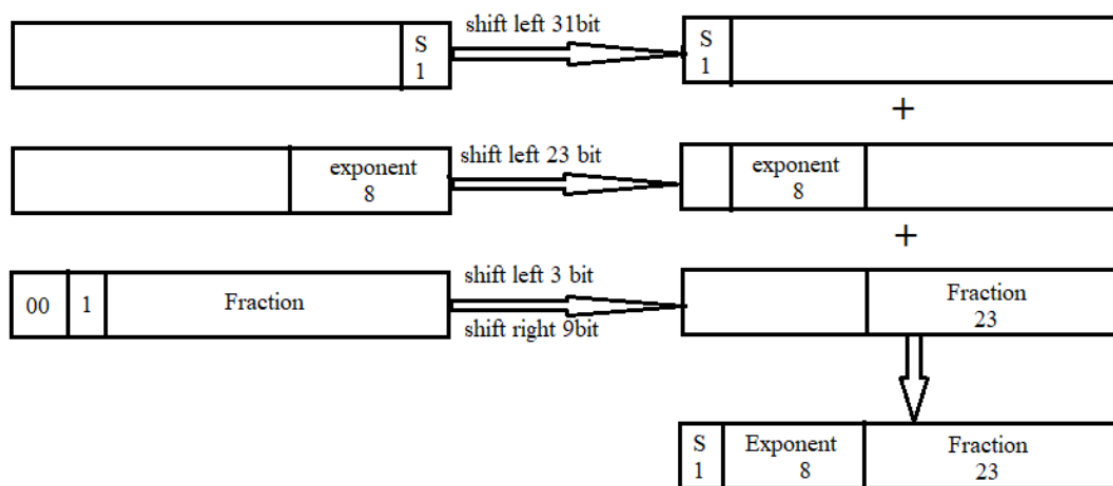 shift left 31bit
S
1
S
1
+
exponent
8
shift left 23 bit
exponent
8
+
00 1 Fraction
shift left 3 bit
shift right 9bit
Fraction
23
S
1
Exponent
8
Fraction
23